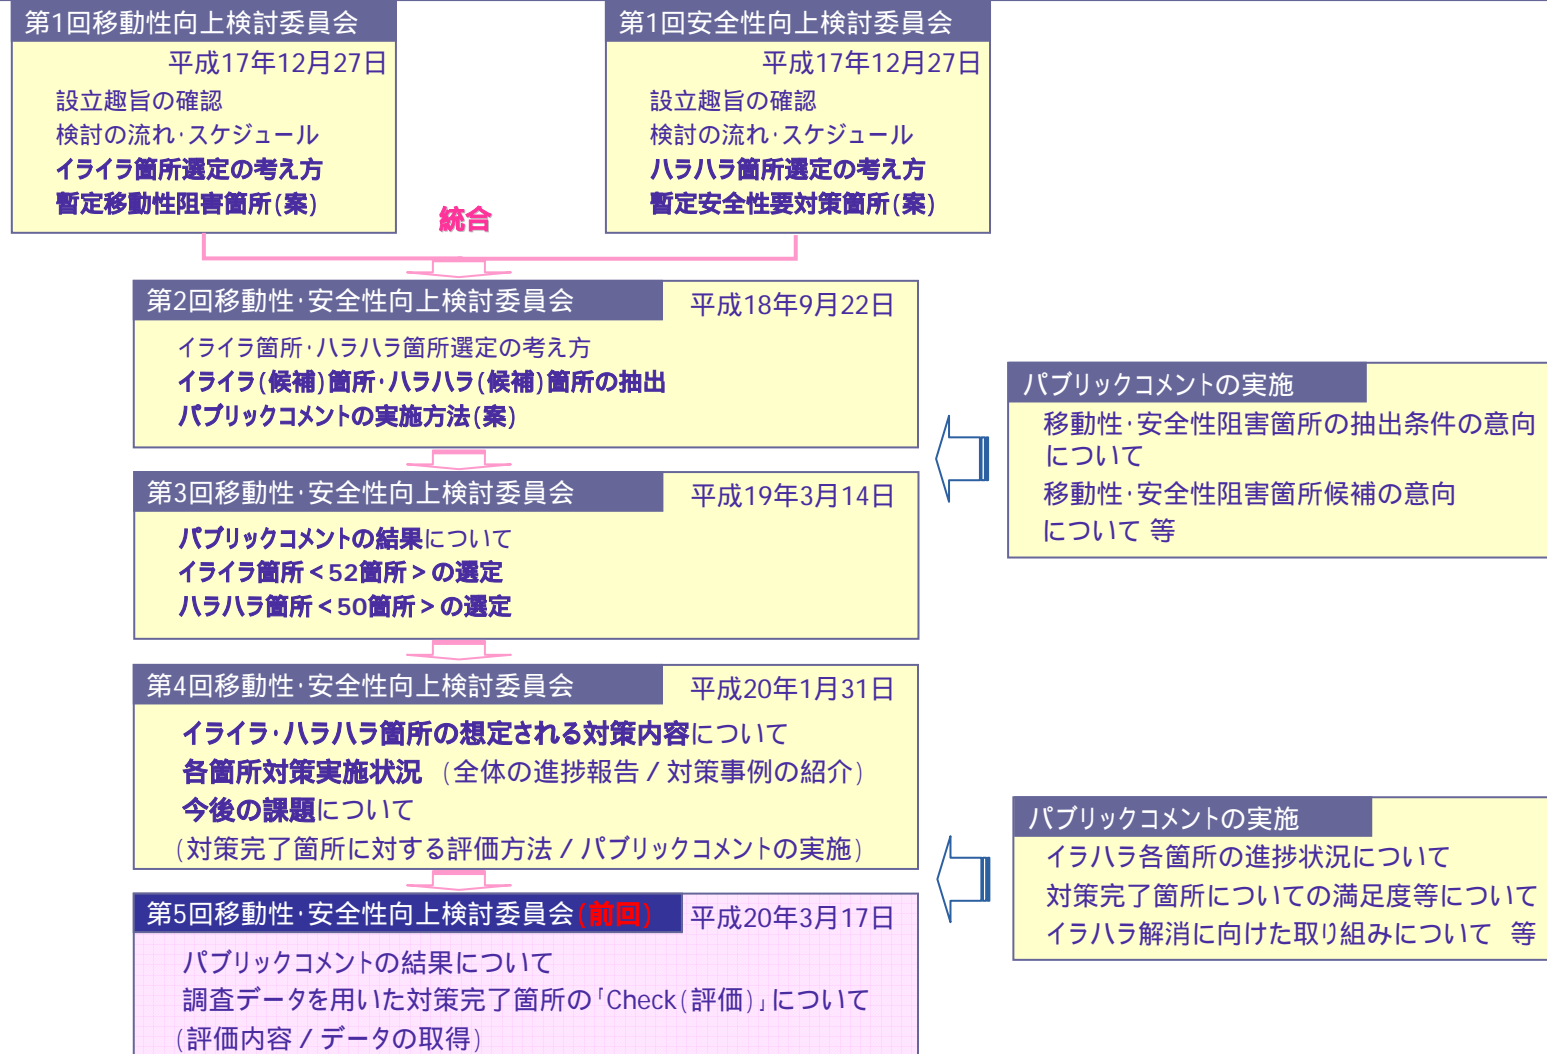 第1回移動性向上検討委員会
平成17年12月27日
設立趣旨の確認
検討の流れ・スケジュール
イライラ箇所選定の考え方
暫定移動性阻害箇所(案)
第1回安全性向上検討委員会
平成17年12月27日
設立趣旨の確認
検討の流れ・スケジュール
ハラハラ箇所選定の考え方
暫定安全性要対策箇所(案)
統合
第2回移動性・安全性向上検討委員会
平成18年9月22日
イライラ箇所・ハラハラ箇所選定の考え方
イライラ(候補)箇所・ハラハラ(候補)箇所の抽出
パブリックコメントの実施方法(案)
パブリックコメントの実施
移動性・安全性阻害箇所の抽出条件の意向
について
移動性・安全性阻害箇所候補の意向
について 等
第3回移動性・安全性向上検討委員会
平成19年3月14日
パブリックコメントの結果について
イライラ箇所<52箇所>の選定
ハラハラ箇所<50箇所>の選定
第4回移動性・安全性向上検討委員会
平成20年1月31日
イライラ・ハラハラ箇所の想定される対策内容について
各箇所対策実施状況 (全体の進捗報告/対策事例の紹介)
今後の課題について
(対策完了箇所に対する評価方法/パブリックコメントの実施)
パブリックコメントの実施
イラハラ各箇所の進捗状況について
対策完了箇所についての満足度等について
イラハラ解消に向けた取り組みについて 等
第5回移動性・安全性向上検討委員会(前回)
平成20年3月17日
パブリックコメントの結果について
調査データを用いた対策完了箇所の「Check(評価)」について
(評価内容/データの取得)